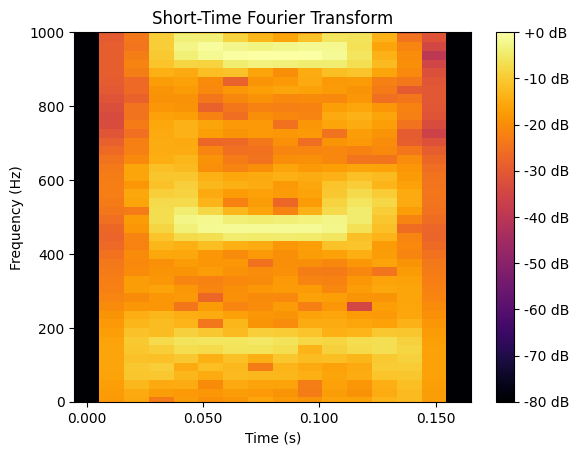 Short-Time Fourier Transform
1000
800
600
400
200
0
Frequency (Hz)
0.000
0.050
0.100
0.150
Time (s)
+0 dB
-10 dB
-20 dB
-30 dB
-40 dB
-50 dB
-60 dB
-70 dB
-80 dB